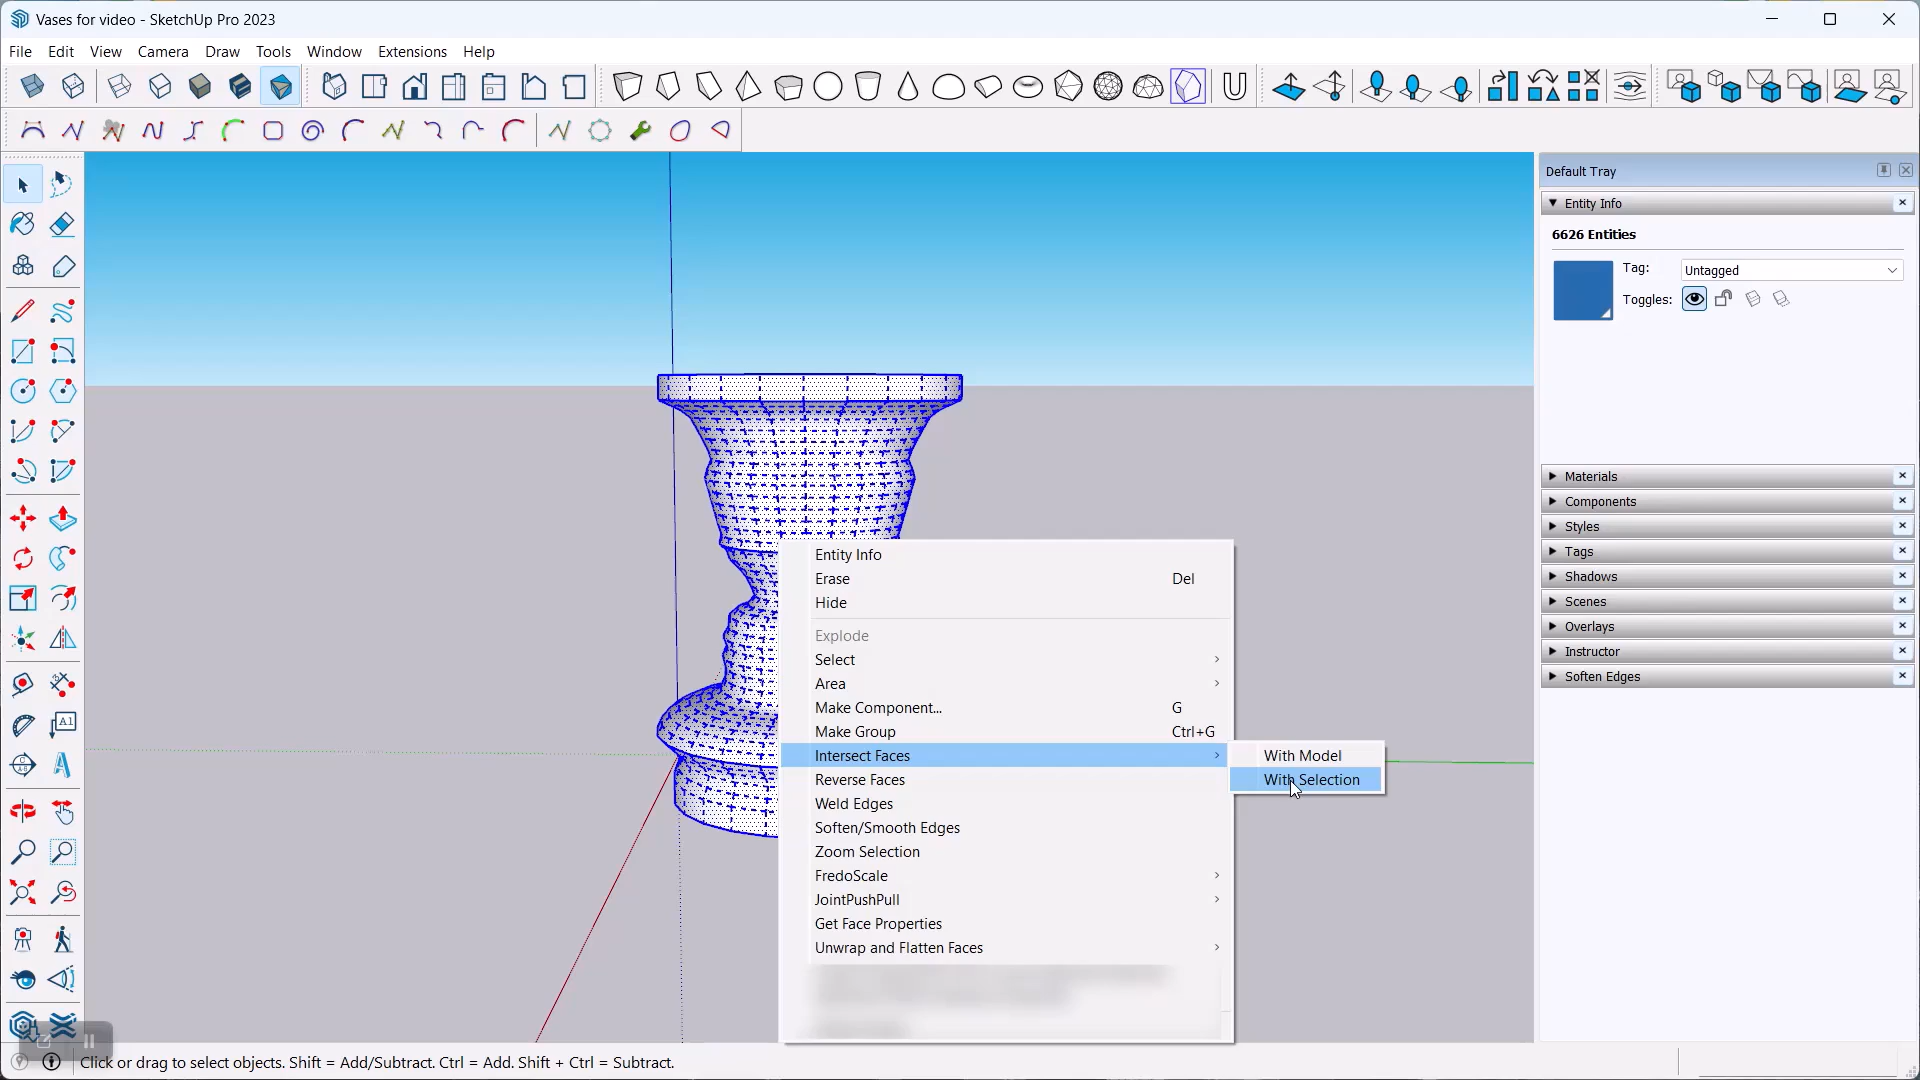 Vases for video - SketchUp Pro 2023
File Edit View Camera Draw Tools Window Extensions Help
Default Tray
Entity Info
6626 Entities
Tag: Untagged
Toggles:
Materials
Components
Styles
Tags
Shadows
Scenes
Overlays
Instructor
Soften Edges
Entity Info
Erase Del
Hide
Explode
Select
Area
Make Component... G
Make Group Ctrl+G
Intersect Faces
With Model
With Selection
Reverse Faces
Weld Edges
Soften/Smooth Edges
Zoom Selection
FredoScale
JointPushPull
Get Face Properties
Unwrap and Flatten Faces
Click or drag to select objects. Shift = Add/Subtract. Ctrl = Add. Shift + Ctrl = Subtract.